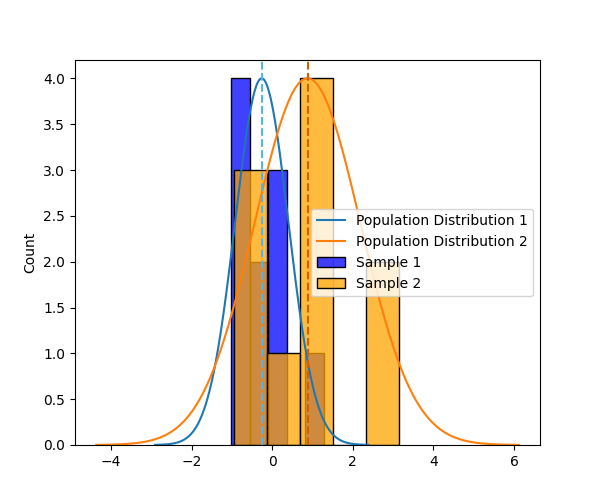 4.0
3.5
3.0
2.5
2.0
1.5
1.0
0.5
0.0
Count
Population Distribution 1
Population Distribution 2
Sample 1
Sample 2
−4 −2 0 2 4 6